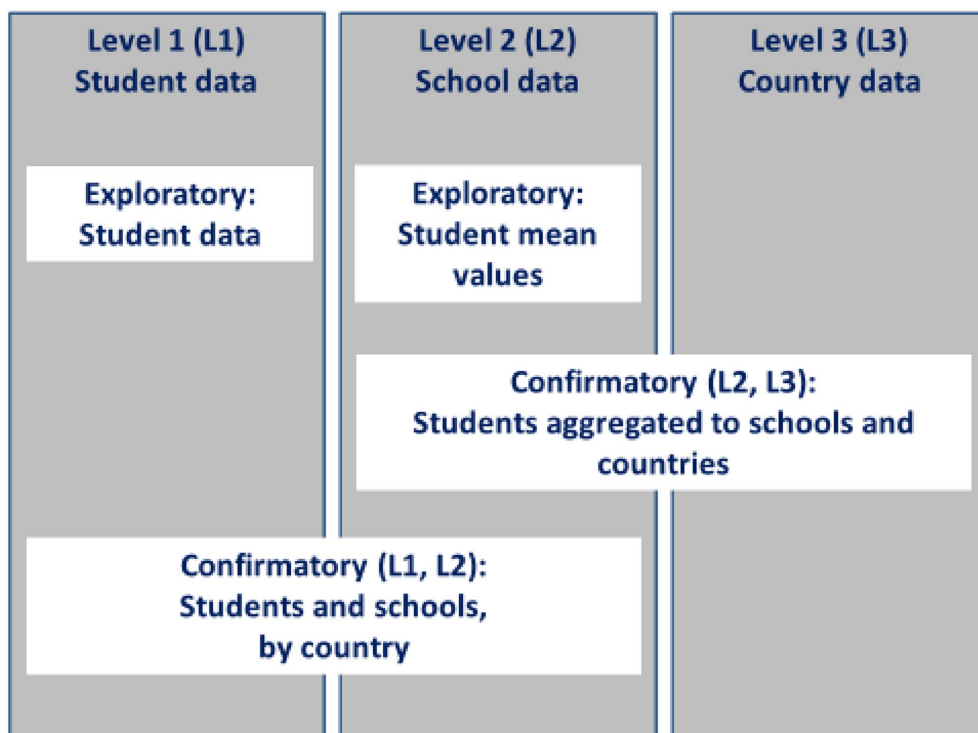 Level 1 (L1)
Student data
Level 2 (L2)
School data
Level 3 (L3)
Country data
Exploratory:
Student data
Exploratory:
Student mean
values
Confirmatory (L2, L3):
Students aggregated to schools and
countries
Confirmatory (L1, L2):
Students and schools,
by country